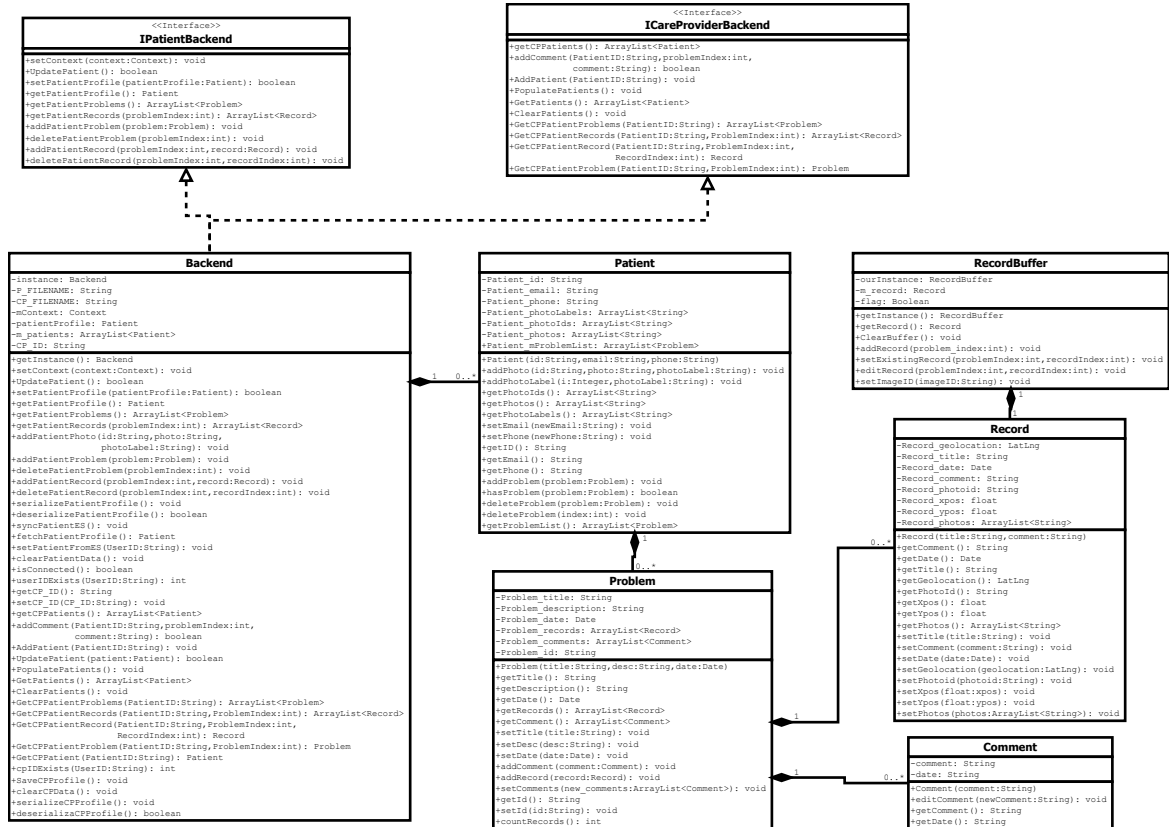 <<Interface>>
IPatientBackend
+setContext(context:Context): void
+UpdatePatient(): boolean
+setPatientProfile(patientProfile:Patient): boolean
+getPatientProfile(): Patient
+getPatientProblems(): ArrayList<Problem>
+getPatientRecords(problemIndex:int): ArrayList<Record>
+addPatientProblem(problem:Problem): void
+deletePatientProblem(problemIndex:int): void
+addPatientRecord(problemIndex:int,record:Record): void
+deletePatientRecord(problemIndex:int,recordIndex:int): void
<<Interface>>
ICareProviderBackend
+getCPPatients(): ArrayList<Patient>
+addComment(PatientID:String,problemIndex:int,
comment:String): boolean
+AddPatient(PatientID:String): void
+PopulatePatients(): void
+GetPatients(): ArrayList<Patient>
+ClearPatients(): void
+GetCPPatientProblems(PatientID:String): ArrayList<Problem>
+GetCPPatientRecords(PatientID:String,ProblemIndex:int): ArrayList<Record>
+GetCPPatientRecord(PatientID:String,ProblemIndex:int,
RecordIndex:int): Record
+GetCPPatientProblem(PatientID:String,ProblemIndex:int): Problem
Backend
-instance: Backend
-P_FILENAME: String
-CP_FILENAME: String
-mContext: Context
-patientProfile: Patient
-m_patients: ArrayList<Patient>
-CP_ID: String
+getInstance(): Backend
+setContext(context:Context): void
+UpdatePatient(): boolean
+setPatientProfile(patientProfile:Patient): boolean
+getPatientProfile(): Patient
+getPatientProblems(): ArrayList<Problem>
+getPatientRecords(problemIndex:int): ArrayList<Record>
+addPatientPhoto(id:String,photo:String,
photoLabel:String): void
+addPatientProblem(problem:Problem): void
+deletePatientProblem(problemIndex:int): void
+addPatientRecord(problemIndex:int,record:Record): void
+deletePatientRecord(problemIndex:int,recordIndex:int): void
+serializePatientProfile(): void
+deserializePatientProfile(): boolean
+syncPatientES(): void
+fetchPatientProfile(): Patient
+setPatientFromES(UserID:String): void
+clearPatientData(): void
+isConnected(): boolean
+userIDExists(UserID:String): int
+getCP_ID(): String
+setCP_ID(CP_ID:String): void
+getCPPatients(): ArrayList<Patient>
+addComment(PatientID:String,problemIndex:int,
comment:String): boolean
+AddPatient(PatientID:String): void
+UpdatePatient(patient:Patient): boolean
+PopulatePatients(): void
+GetPatients(): ArrayList<Patient>
+ClearPatients(): void
+GetCPPatientProblems(PatientID:String): ArrayList<Problem>
+GetCPPatientRecords(PatientID:String,ProblemIndex:int): ArrayList<Record>
+GetCPPatientRecord(PatientID:String,ProblemIndex:int,
RecordIndex:int): Record
+GetCPPatientProblem(PatientID:String,ProblemIndex:int): Problem
+GetCPPatient(PatientID:String): Patient
+cpIDExists(UserID:String): int
+SaveCPProfile(): void
+clearCPData(): void
+serializeCPProfile(): void
+deserializaCPProfile(): boolean
1
0..*
Patient
-Patient_id: String
-Patient_email: String
-Patient_phone: String
-Patient_photoLabels: ArrayList<String>
-Patient_photoIds: ArrayList<String>
-Patient_photos: ArrayList<String>
+Patient_mProblemList: ArrayList<Problem>
+Patient(id:String,email:String,phone:String)
+addPhoto(id:String,photo:String,photoLabel:String): void
+addPhotoLabel(i:Integer,photoLabel:String): void
+getPhotoIds(): ArrayList<String>
+getPhotos(): ArrayList<String>
+getPhotoLabels(): ArrayList<String>
+setEmail(newEmail:String): void
+setPhone(newPhone:String): void
+getID(): String
+getEmail(): String
+getPhone(): String
+addProblem(problem:Problem): void
+hasProblem(problem:Problem): boolean
+deleteProblem(problem:Problem): void
+deleteProblem(index:int): void
+getProblemList(): ArrayList<Problem>
1
0..*
Problem
-Problem_title: String
-Problem_description: String
-Problem_date: Date
-Problem_records: ArrayList<Record>
-Problem_comments: ArrayList<Comment>
-Problem_id: String
+Problem(title:String,desc:String,date:Date)
+getTitle(): String
+getDescription(): String
+getDate(): Date
+getRecords(): ArrayList<Record>
+getComment(): ArrayList<Comment>
+setTitle(title:String): void
+setDesc(desc:String): void
+setDate(date:Date): void
+addComment(comment:Comment): void
+addRecord(record:Record): void
+setComments(new_comments:ArrayList<Comment>): void
+getId(): String
+setId(id:String): void
+countRecords(): int
1
0..*
1
0..*
RecordBuffer
-ourInstance: RecordBuffer
-m_record: Record
-flag: Boolean
+getInstance(): RecordBuffer
+getRecord(): Record
+ClearBuffer(): void
+addRecord(problem_index:int): void
+setExistingRecord(problemIndex:int,recordIndex:int): void
+editRecord(problemIndex:int,recordIndex:int): void
+setImageID(imageID:String): void
1
1
Record
-Record_geolocation: LatLng
-Record_title: String
-Record_date: Date
-Record_comment: String
-Record_photoid: String
-Record_xpos: float
-Record_ypos: float
-Record_photos: ArrayList<String>
+Record(title:String,comment:String)
+getComment(): String
+getDate(): Date
+getTitle(): String
+getGeolocation(): LatLng
+getPhotoId(): String
+getXpos(): float
+getYpos(): float
+getPhotos(): ArrayList<String>
+setTitle(title:String): void
+setComment(comment:String): void
+setDate(date:Date): void
+setGeolocation(geolocation:LatLng): void
+setPhotoid(photoid:String): void
+setXpos(float:xpos): void
+setYpos(float:ypos): void
+setPhotos(photos:ArrayList<String>): void
Comment
-comment: String
-date: String
+Comment(comment:String)
+editComment(newComment:String): void
+getComment(): String
+getDate(): String